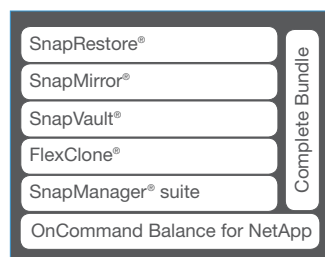 SnapRestore®
SnapMirror®
SnapVault®
FlexClone®
SnapManager® suite
Complete Bundle
OnCommand Balance for NetApp